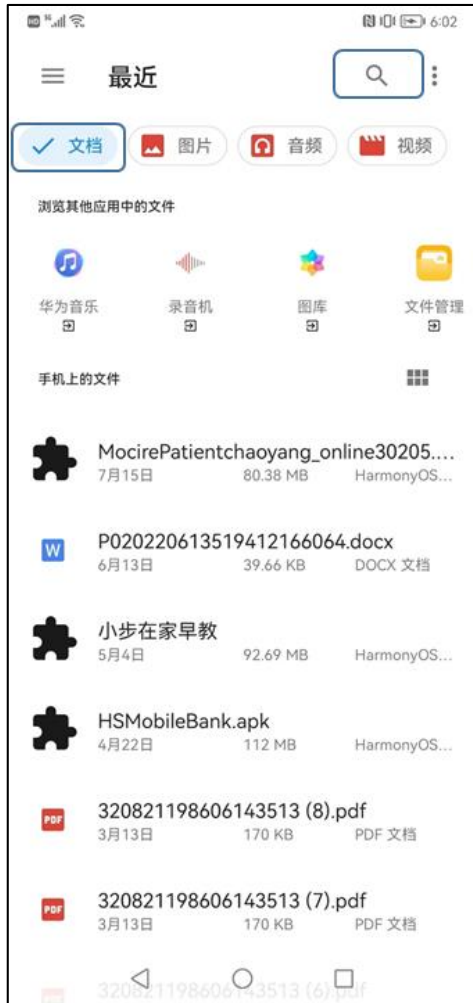 6:02
最近
文档 图片 音频 视频
浏览其他应用中的文件
华为音乐 录音机 图库 文件管理
手机上的文件
MocirePatientchaoyang_online30205....
7月15日 80.38 MB HarmonyOS...
W P020220613519412166064.docx
6月13日 39.66 KB DOCX 文档
小步在家早教
5月4日 92.69 MB HarmonyOS...
HSMobileBank.apk
4月22日 112 MB HarmonyOS...
PDF 320821198606143513 (8).pdf
3月13日 170 KB PDF 文档
PDF 320821198606143513 (7).pdf
3月13日 170 KB PDF 文档
320821198606143513 (6).pdf